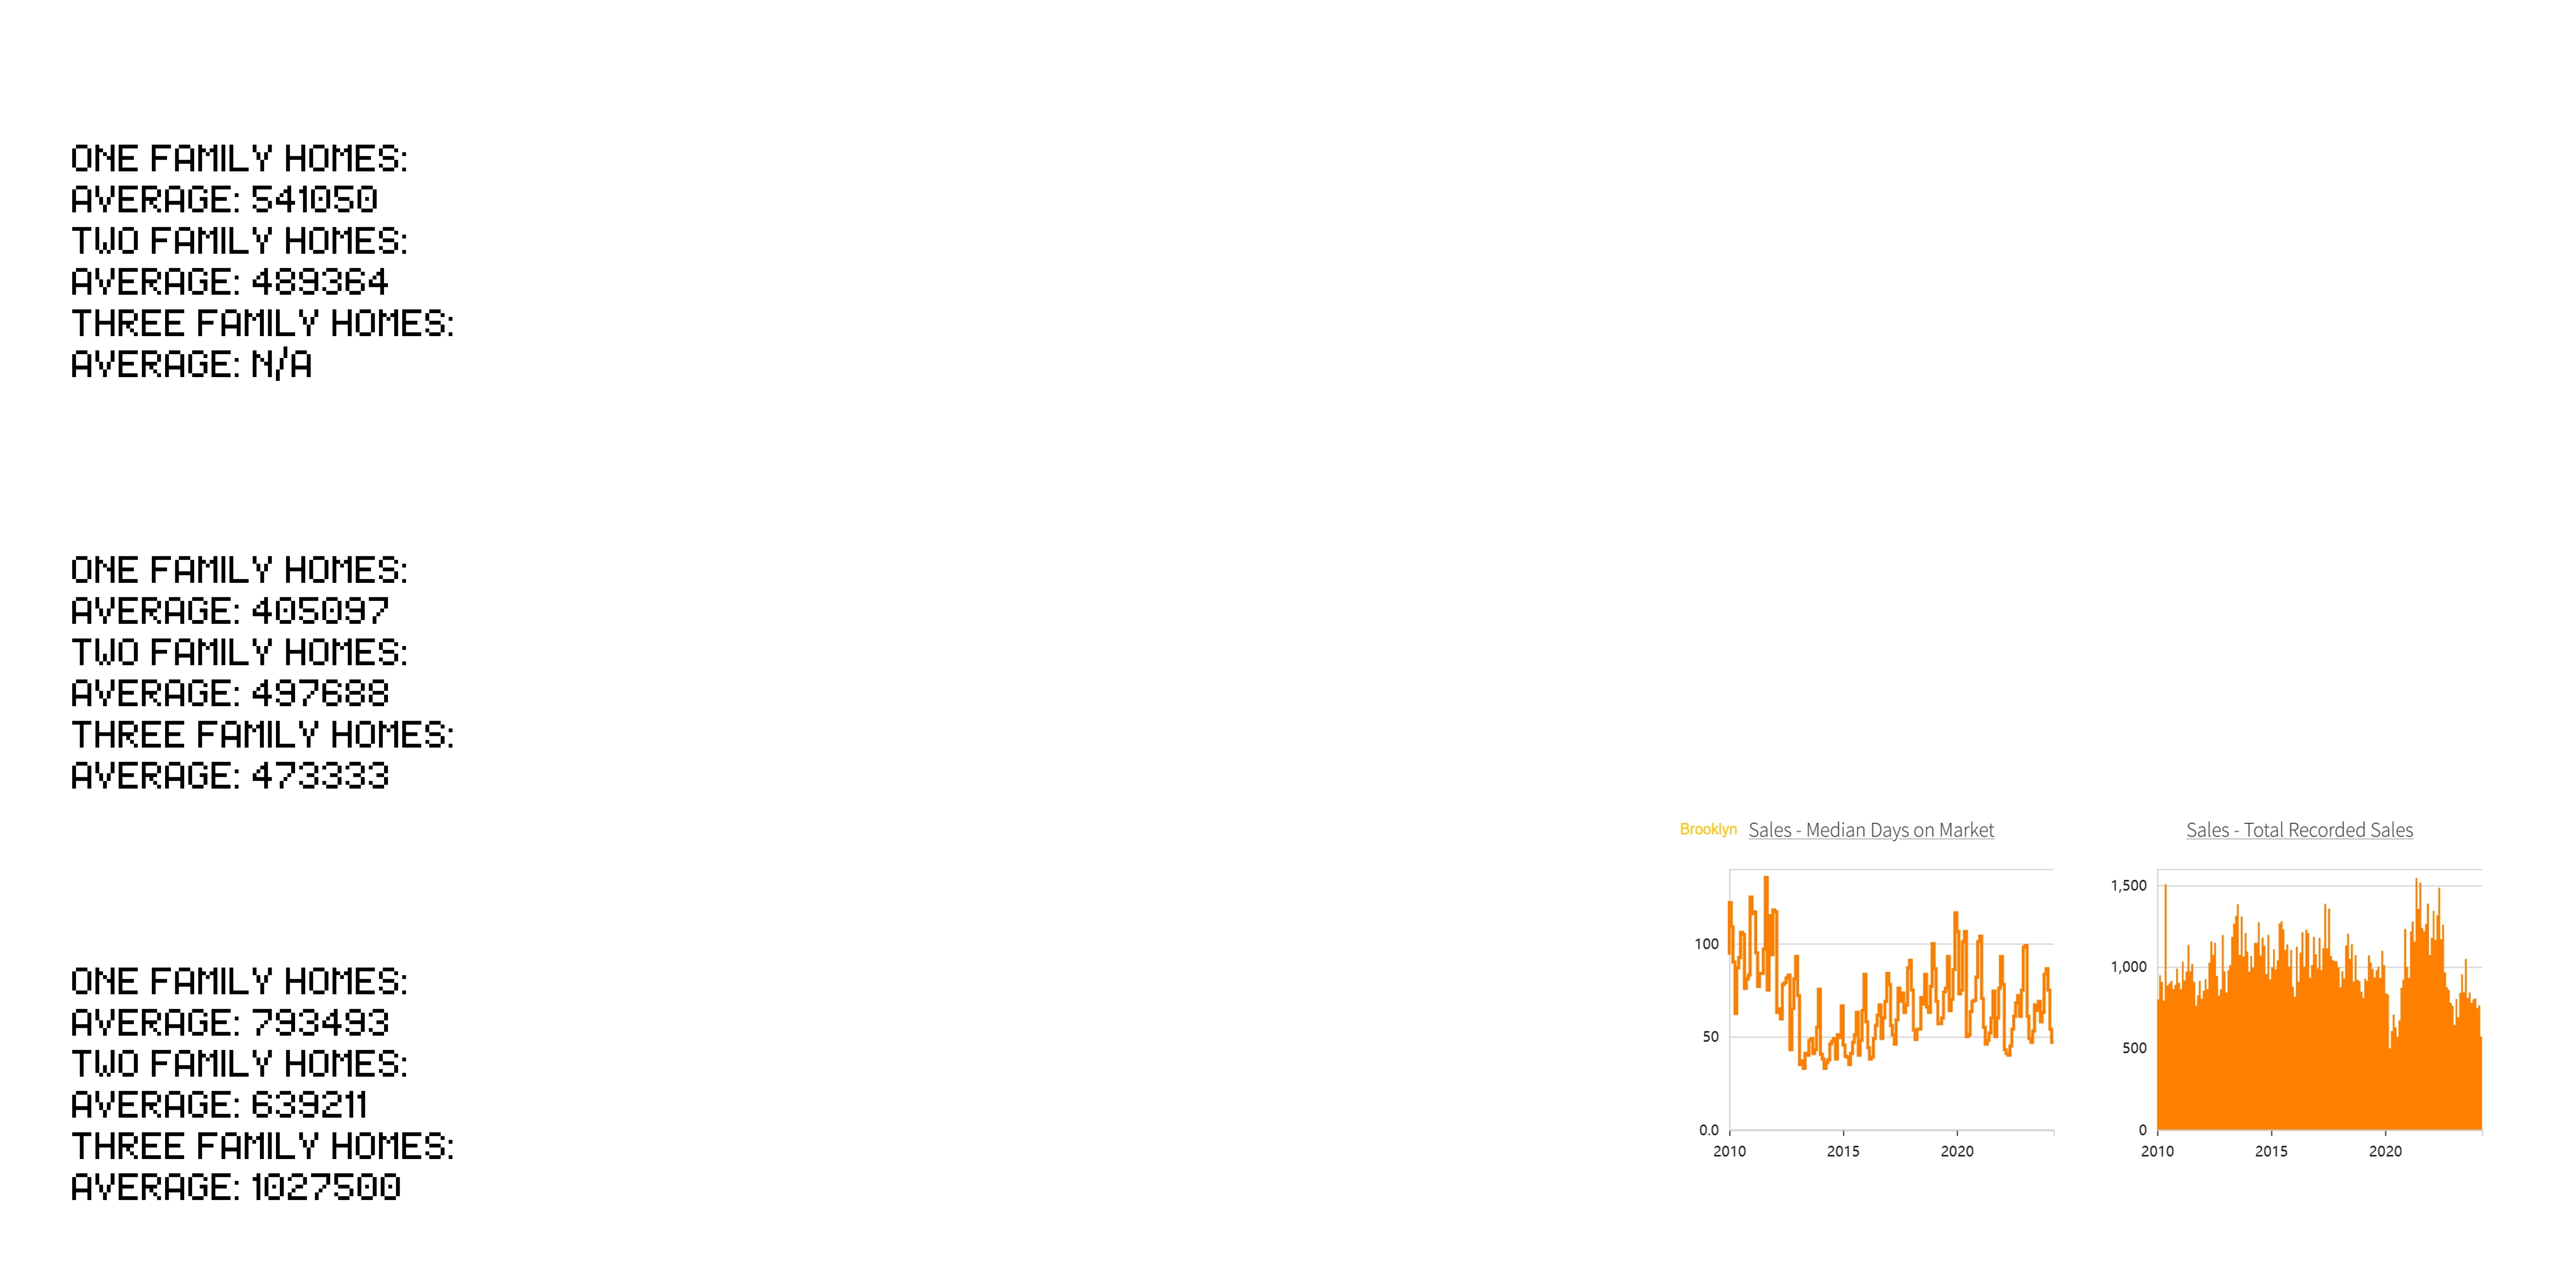 ONE FAMILY HOMES:
AVERAGE: 541050
TWO FAMILY HOMES:
AVERAGE: 489364
THREE FAMILY HOMES:
AVERAGE: N/A
ONE FAMILY HOMES:
AVERAGE: 405097
TWO FAMILY HOMES:
AVERAGE: 497688
THREE FAMILY HOMES:
AVERAGE: 473333
ONE FAMILY HOMES:
AVERAGE: 793493
TWO FAMILY HOMES:
AVERAGE: 639211
THREE FAMILY HOMES:
AVERAGE: 1027500
Brooklyn Sales - Median Days on Market
100
50
0.0
2010 2015 2020
Sales - Total Recorded Sales
1,500
1,000
500
0
2010 2015 2020